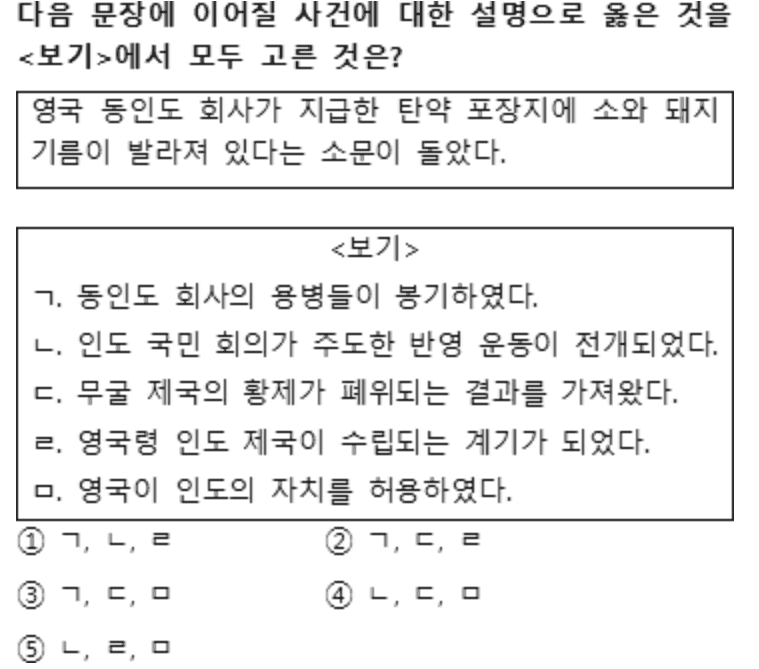 다음 문장에 이어질 사건에 대한 설명으로 옳은 것을
<보기>에서 모두 고른 것은?
영국 동인도 회사가 지급한 탄약 포장지에 소와 돼지
기름이 발라져 있다는 소문이 돌았다.
<보기>
ㄱ. 동인도 회사의 용병들이 봉기하였다.
ㄴ. 인도 국민 회의가 주도한 반영 운동이 전개되었다.
ㄷ. 무굴 제국의 황제가 폐위되는 결과를 가져왔다.
ㄹ. 영국령 인도 제국이 수립되는 계기가 되었다.
ㅁ. 영국이 인도의 자치를 허용하였다.
① ㄱ, ㄴ, ㄹ ② ㄱ, ㄷ, ㄹ
③ ㄱ, ㄷ, ㅁ ④ ㄴ, ㄷ, ㅁ
⑤ ㄴ, ㄹ, ㅁ